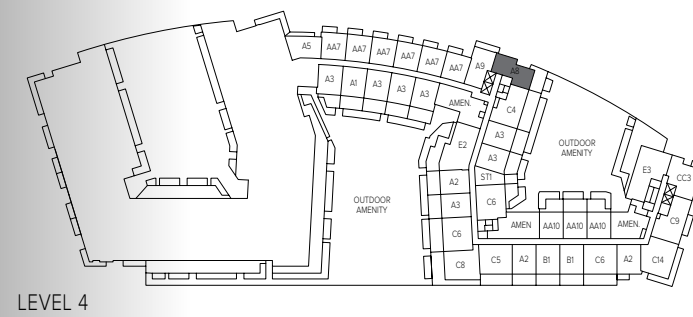 A5 AA7 AA7 AA7 AA7 AA7 AA7 A9 A8
A3 A1 A3 A3 A3 AMEN. C4
A3
E2
A3
OUTDOOR
AMENITY
E3
CC3
A2 ST1
OUTDOOR
AMENITY
A3 C6
C6 AMEN AA10 AA10 AA10 AMEN. C9
C8 C5 A2 B1 B1 C6 A2 C14
LEVEL 4